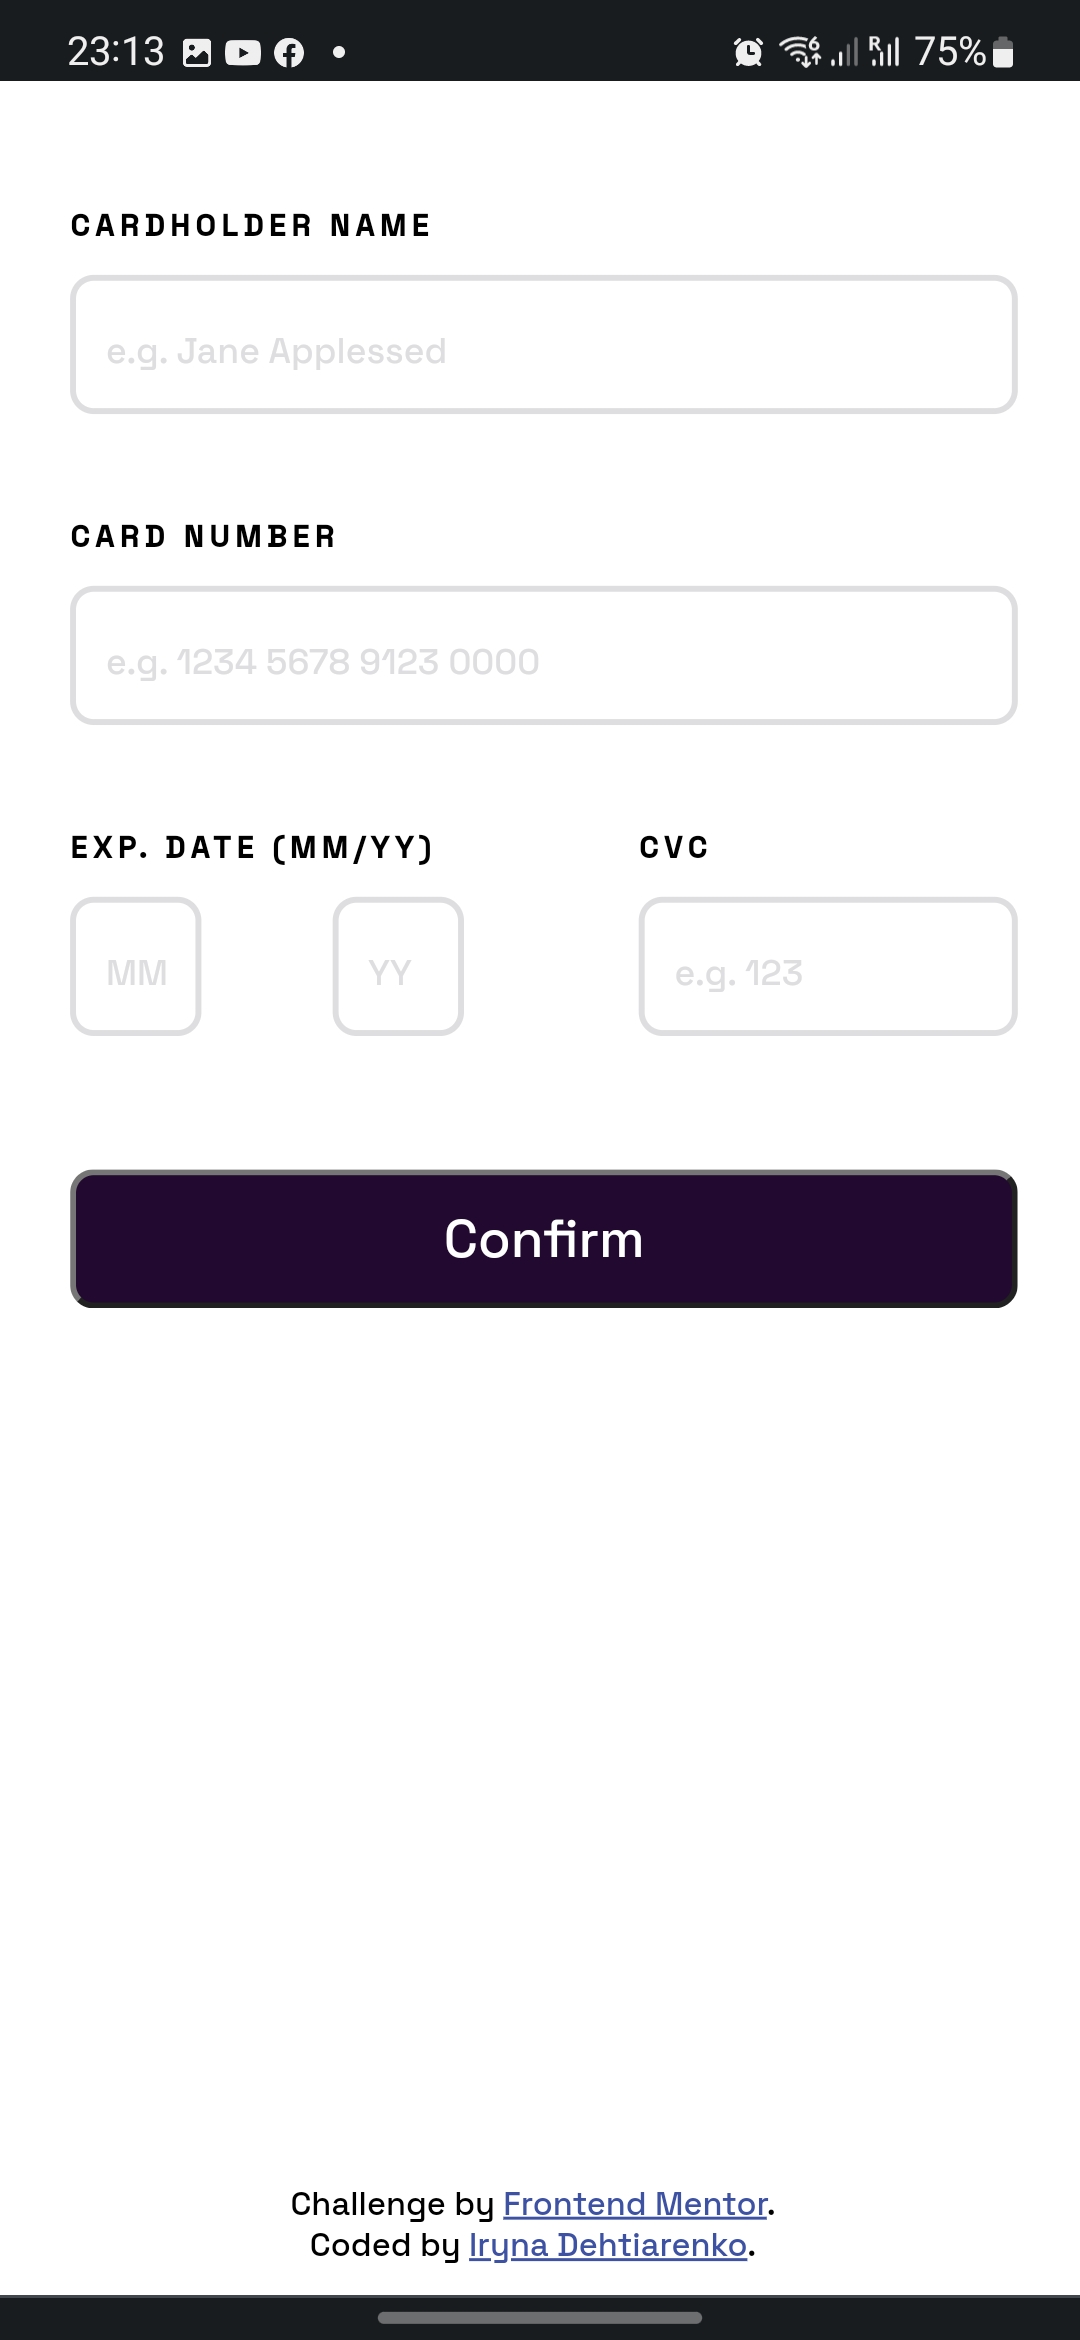 23:13 75%
CARDHOLDER NAME
e.g. Jane Applessed
CARD NUMBER
e.g. 1234 5678 9123 0000
EXP. DATE (MM/YY) CVC
MM YY e.g. 123
Confirm
Challenge by Frontend Mentor.
Coded by Iryna Dehtiarenko.